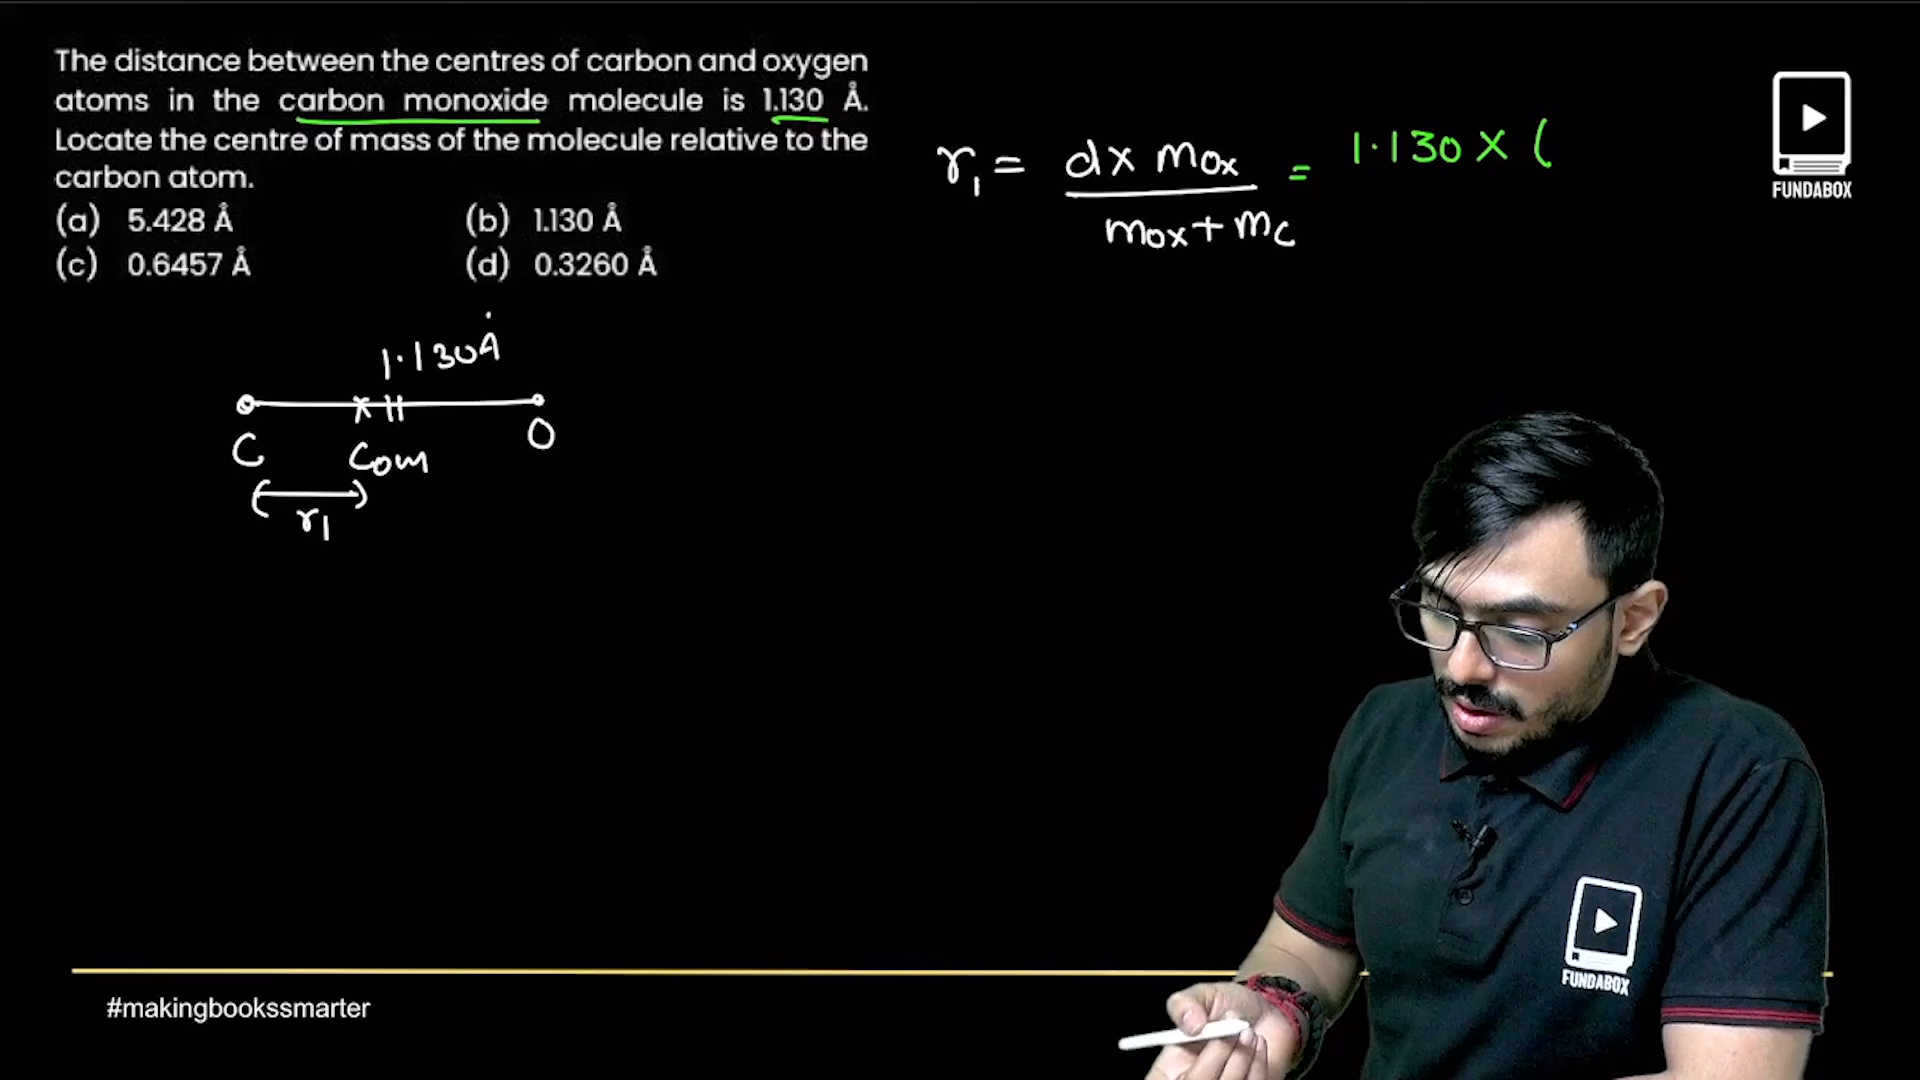 The distance between the centres of carbon and oxygen
atoms in the carbon monoxide molecule is 1.130 Å.
Locate the centre of mass of the molecule relative to the
carbon atom.
(a) 5.428 Å (b) 1.130 Å
(c) 0.6457 Å (d) 0.3260 Å
r₁ = d x mox / mox + mc = 1.130 x (
FUNDABOX
1.130Å
C com O
r₁
FUNDABOX
#makingbookssmarter